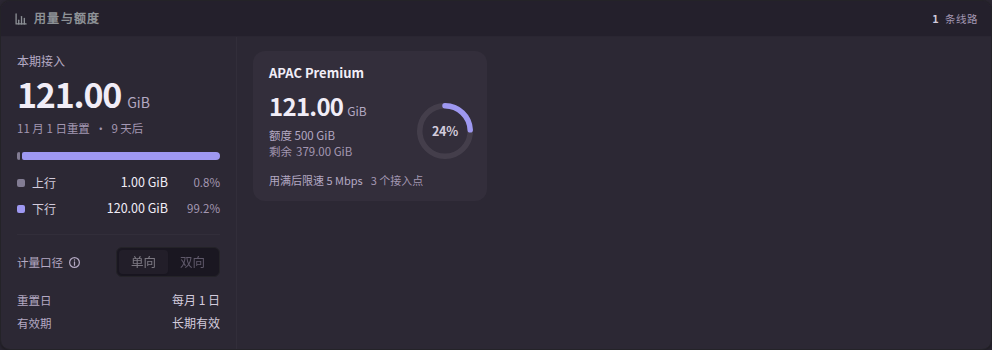 用量与额度
1 条线路
本期接入
121.00 GiB
11 月 1 日重置 • 9 天后
上行 1.00 GiB 0.8%
下行 120.00 GiB 99.2%
计量口径 单向 双向
重置日 每月 1 日
有效期 长期有效
APAC Premium
121.00 GiB
额度 500 GiB
剩余 379.00 GiB
24%
用满后限速 5 Mbps 3 个接入点